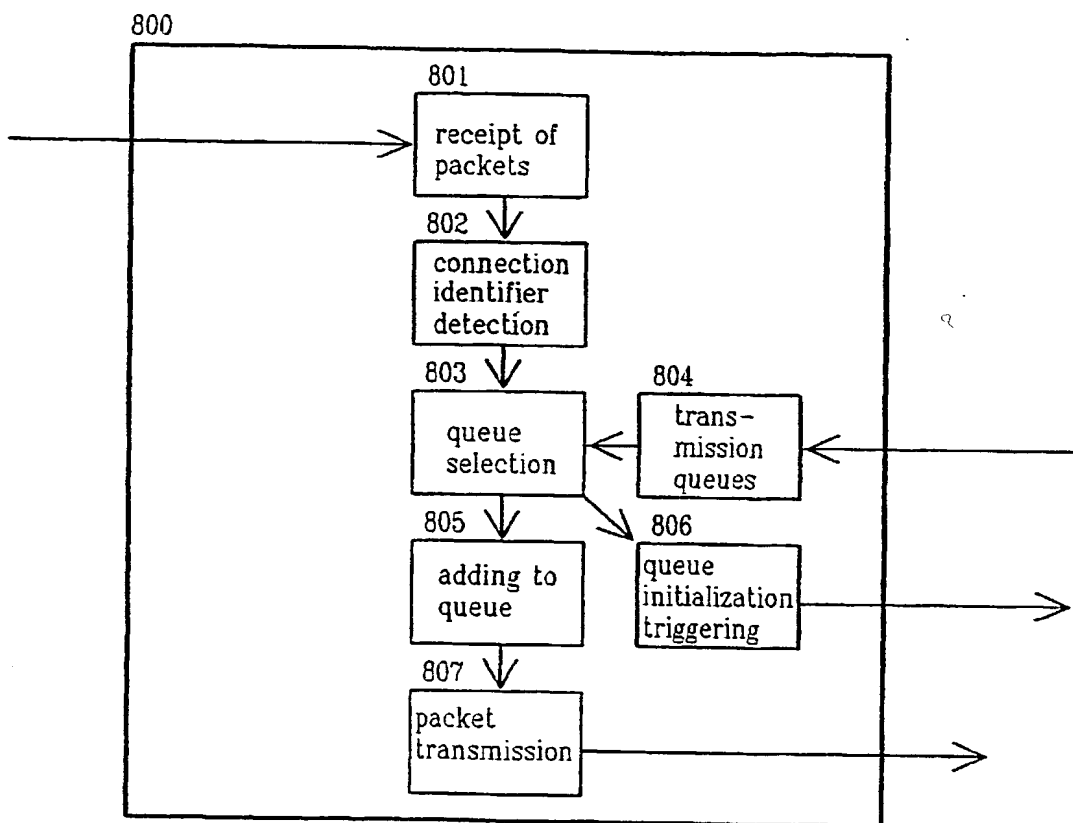 800
801
receipt of
packets
802
connection
identifier
detection
803
queue
selection
804
trans-
mission
queues
805
adding to
queue
806
queue
initialization
triggering
807
packet
transmission